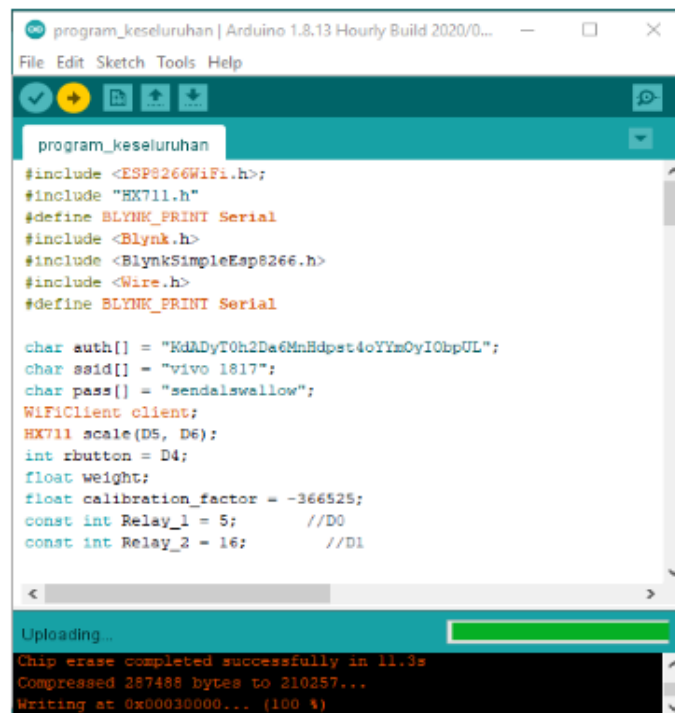 program_keseluruhan | Arduino 1.8.13 Hourly Build 2020/0...
File Edit Sketch Tools Help
program_keseluruhan
#include <ESP8266WiFi.h>;
#include "HX711.h"
#define BLYNK_PRINT Serial
#include <Blynk.h>
#include <BlynkSimpleEsp8266.h>
#include <Wire.h>
#define BLYNK_PRINT Serial
char auth[] = "KdADyT0h2Da6MnHdpst4oYYmOyIObpUL";
char ssid[] = "vivo 1817";
char pass[] = "sendalswallow";
WiFiClient client;
HX711 scale(D5, D6);
int rbutton = D4;
float weight;
float calibration_factor = -366525;
const int Relay_1 = 5; //D0
const int Relay_2 = 16; //D1
Uploading...
Chip erase completed successfully in 11.3s
Compressed 287488 bytes to 210257...
Writing at 0x00030000... (100 %)